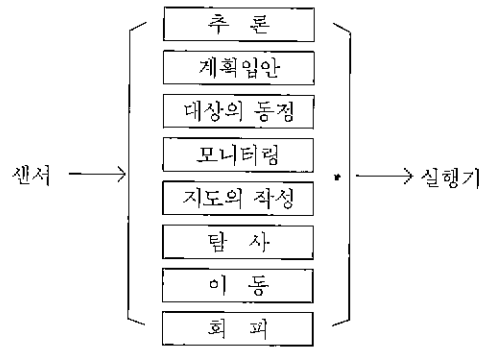 추 론
계획입안
대상의 동정
모니터링
센서
실행기
지도의 작성
탐 사
이 동
회 피